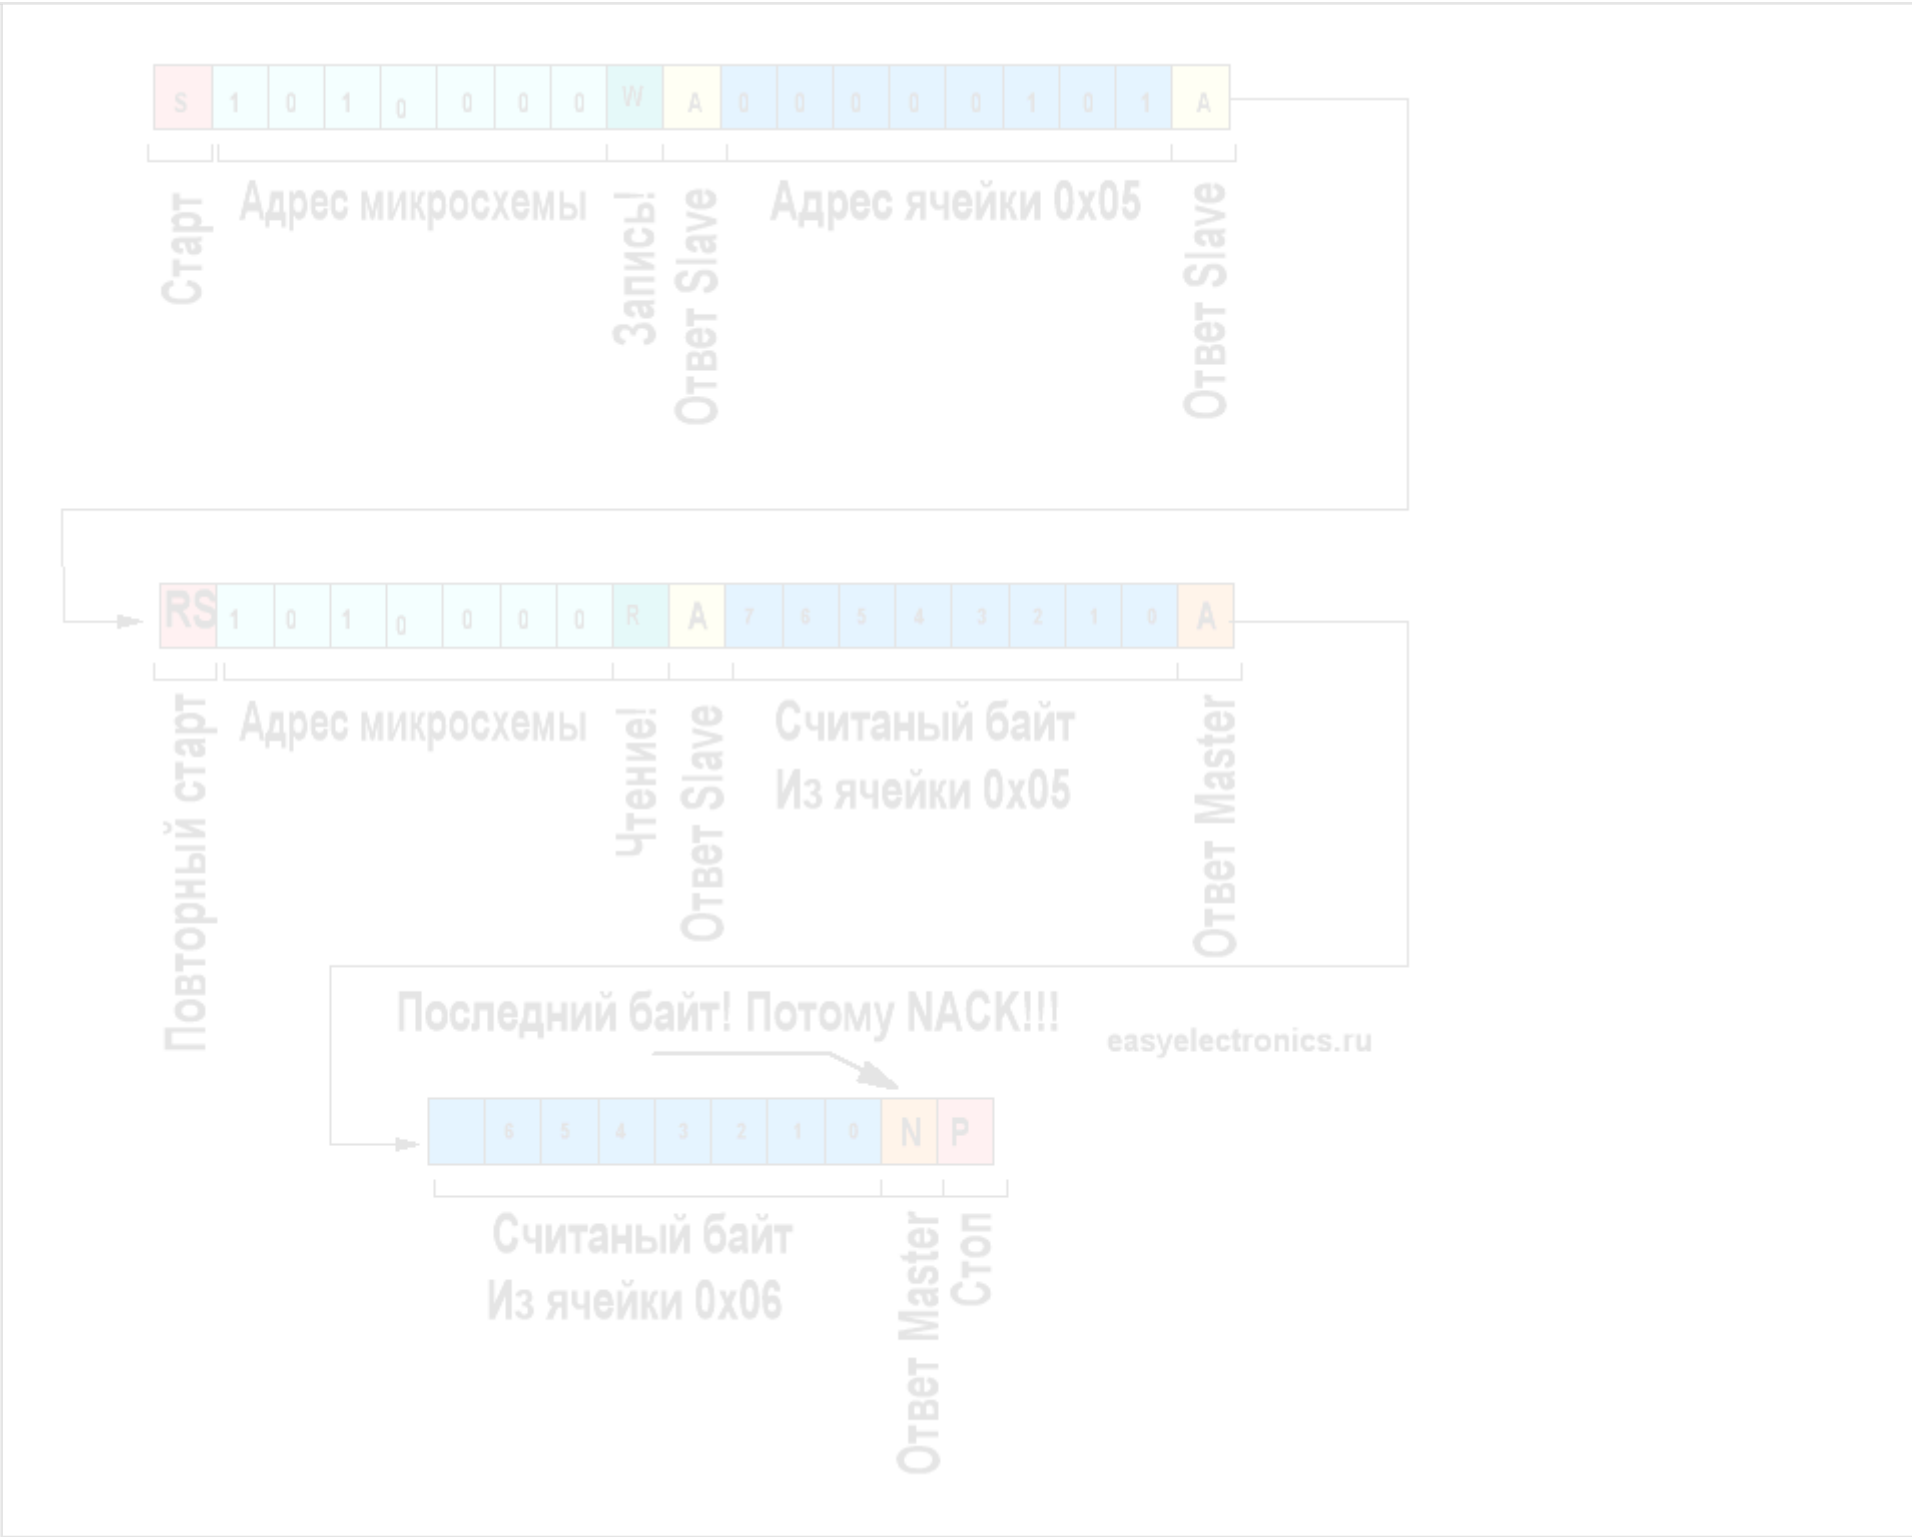 S 1 0 1 0 0 0 0 W A 0 0 0 0 0 1 0 1 A
Старт
Адрес микросхемы
Запись!
Ответ Slave
Адрес ячейки 0x05
Ответ Slave
RS 1 0 1 0 0 0 0 R A 7 6 5 4 3 2 1 0 A
Повторный старт
Адрес микросхемы
Чтение!
Ответ Slave
Считаный байт
Из ячейки 0x05
Ответ Master
Последний байт! Потому NACK!!!
easyelectronics.ru
6 5 4 3 2 1 0 N P
Считаный байт
Из ячейки 0x06
Ответ Master
Стоп